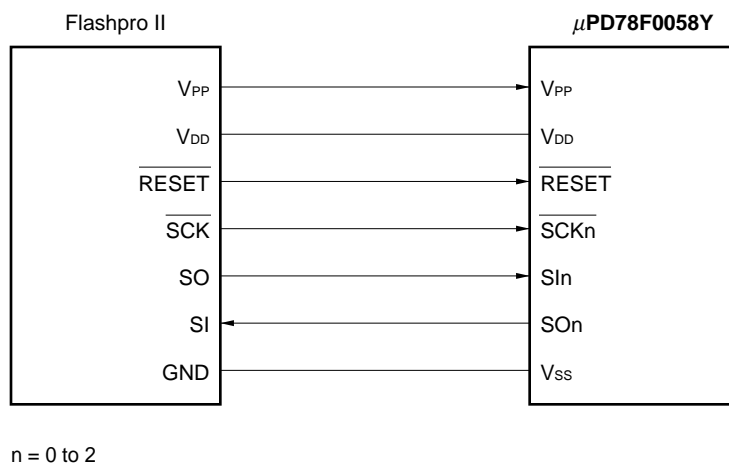 Flashpro II
μPD78F0058Y
VPP
VPP
VDD
VDD
RESET
RESET
SCK
SCKn
SO
SIn
SI
SOn
GND
VSS
n = 0 to 2